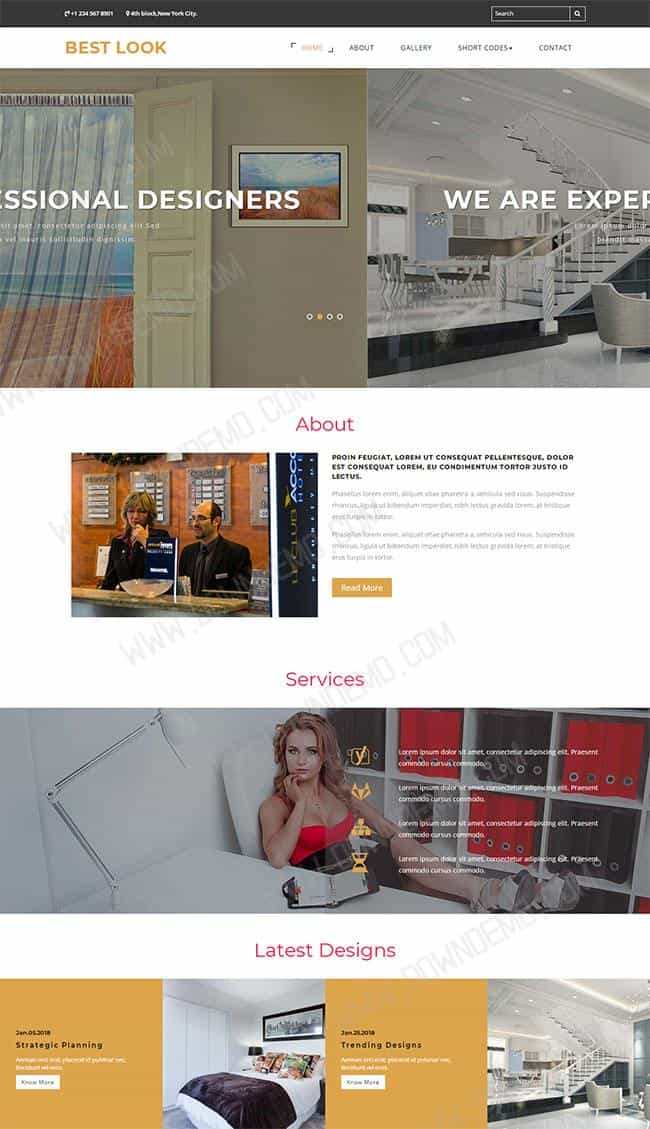 +1 234 567 8901 4th block,New York City.
Search
BEST LOOK
HOME ABOUT GALLERY SHORT CODES CONTACT
ESSIONAL DESIGNERS
sit amet, consectetur adipiscing elit.Sed
vel mauris sollicitudin dignissim.
WE ARE EXPER
Lorem ipsum dolo
blandit massa
About
PROIN FEUGIAT, LOREM UT CONSEQUAT PELLENTESQUE, DOLOR
EST CONSEQUAT LOREM, EU CONDIMENTUM TORTOR JUSTO ID
LECTUS.
Phasellus lorem enim, aliquet vitae pharetra a, vehicula sed risus. Suspendisse
rhoncus, ligula ut bibendum imperdiet, nibh lectus gravida lorem, at tristique
eros turpis in tortor.
Phasellus lorem enim, aliquet vitae pharetra a, vehicula sed risus. Suspendisse
rhoncus, ligula ut bibendum imperdiet, nibh lectus gravida lorem, at tristique
eros turpis in tortor.
Read More
Services
Lorem ipsum dolor sit amet, consectetur adipiscing elit. Praesent
commodo cursus commodo.
Lorem ipsum dolor sit amet, consectetur adipiscing elit. Praesent
commodo cursus commodo.
Lorem ipsum dolor sit amet, consectetur adipiscing elit. Praesent
commodo cursus commodo.
Lorem ipsum dolor sit amet, consectetur adipiscing elit. Praesent
commodo cursus commodo.
Latest Designs
Jan.05.2018
Strategic Planning
Aenean orci erat, placerat id pulvinar nec,
tincidunt vel eros.
Know More
Jan.25.2018
Trending Designs
Aenean orci erat, placerat id pulvinar nec,
tincidunt vel eros.
Know More
WWW.DOWNDEMO.COM